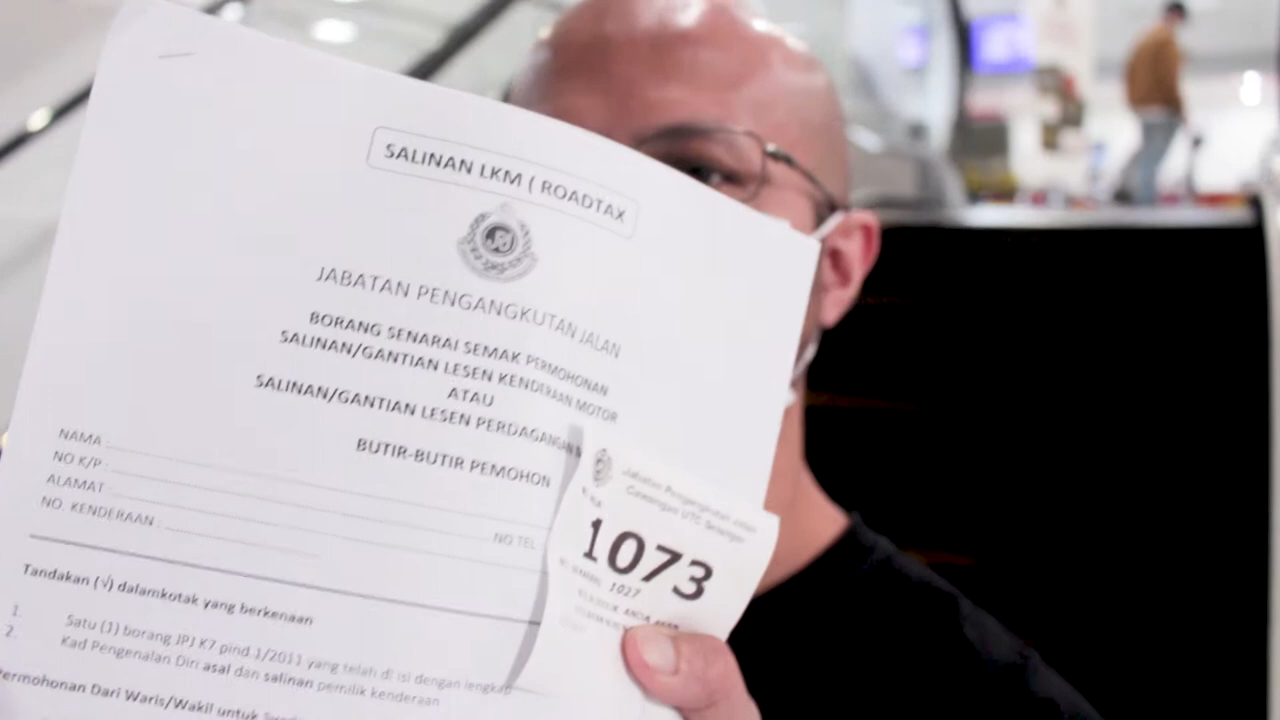 SALINAN LKM ( ROADTAX
JABATAN PENGANGKUTAN JALAN
BORANG SENARAI SEMAK PERMOHONAN
SALINAN/GANTIAN LESEN KENDERAAN MOTOR
ATAU
SALINAN/GANTIAN LESEN PERDAGANGAN
BUTIR-BUTIR PEMOHON
NAMA :
NO K/P :
ALAMAT
NO TEL
NO. KENDERAAN :
Tandakan (√) dalamkotak yang berkenaan
1. Satu (1) borang JPJ K7 pind.1/2011 yang telah di isi dengan lengkap
2. Kad Pengenalan Diri asal dan salinan pemilik kenderaan
Permohonan Dari Waris/Wakil untuk
Jabatan Pengangkutan Jalan
Cawangan UTC Selangor
1073
1027